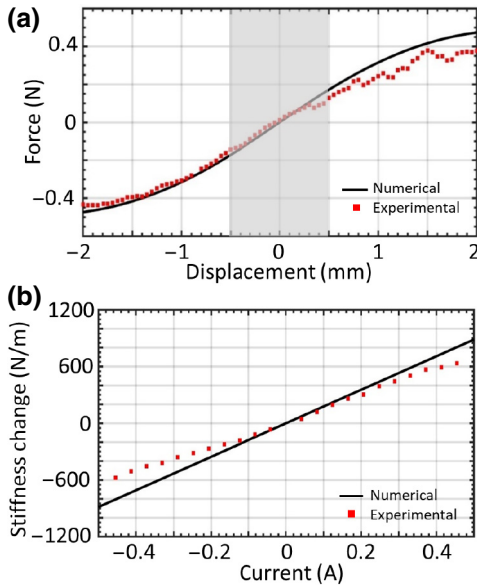 (a)
Force (N)
0.4
0
−0.4
Numerical
Experimental
−2 −1 0 1 2
Displacement (mm)
(b)
Stiffness change (N/m)
1200
600
0
−600
−1200
Numerical
Experimental
−0.4 −0.2 0 0.2 0.4
Current (A)